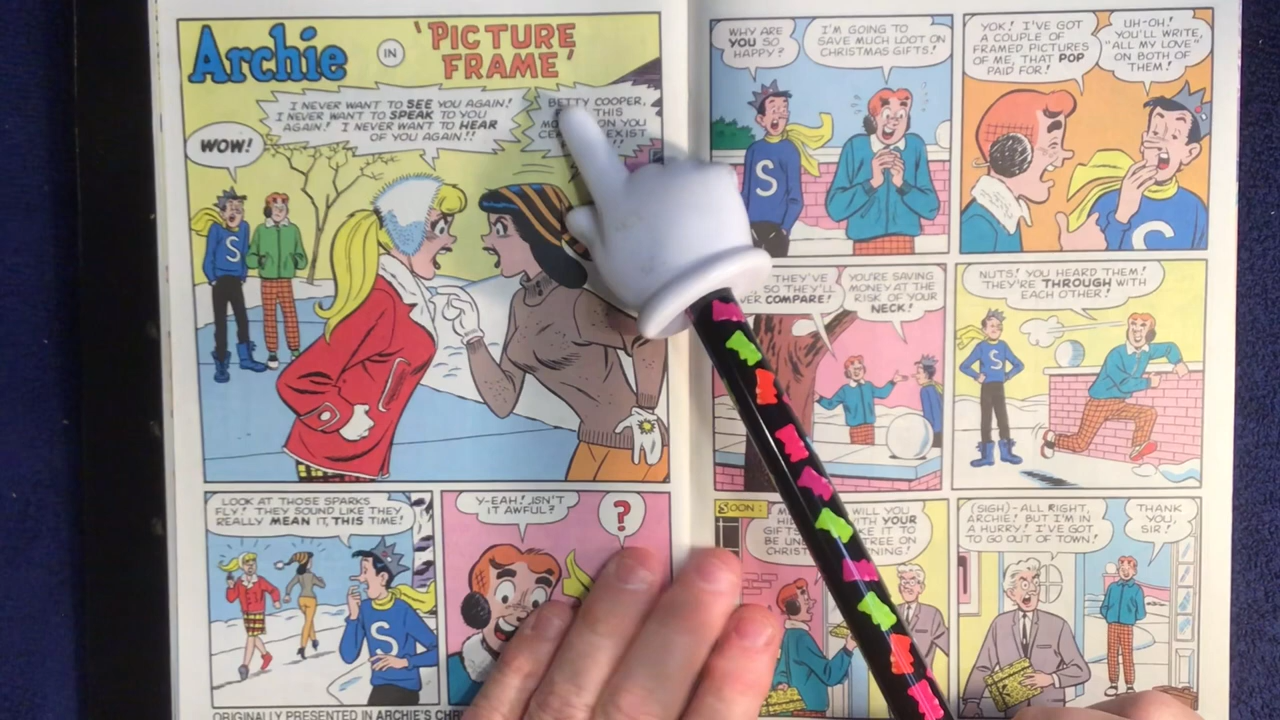 Archie
IN
'PICTURE
FRAME'
WOW!
I NEVER WANT TO SEE YOU AGAIN!
I NEVER WANT TO SPEAK TO YOU
AGAIN! I NEVER WANT TO HEAR
OF YOU AGAIN!!
BETTY COOPER,
THIS
ON YOU
EXIST
!!
LOOK AT THOSE SPARKS
FLY! THEY SOUND LIKE THEY
REALLY MEAN IT, THIS TIME!
S
Y-EAH! ISN'T
IT AWFUL?
?
ORIGINALLY PRESENTED IN ARCHIE'S
WHY ARE
YOU SO
HAPPY?
I'M GOING TO
SAVE MUCH LOOT ON
CHRISTMAS GIFTS!
S
YOK! I'VE GOT
A COUPLE OF
FRAMED PICTURES
OF ME, THAT POP
PAID FOR!
UH-OH!
YOU'LL WRITE,
"ALL MY LOVE"
ON BOTH OF
THEM!
S
THEY'VE
SO THEY'LL
COMPARE!
YOU'RE SAVING
MONEY AT THE
RISK OF YOUR
NECK!
NUTS! YOU HEARD THEM!
THEY'RE THROUGH WITH
EACH OTHER!
S
SOON:
WILL YOU
WITH YOUR
GIFTS IT
TREE ON
(SIGH)-ALL RIGHT,
ARCHIE! BUT I'M IN
A HURRY! I'VE GOT
TO GO OUT OF TOWN!
THANK
YOU,
SIR!